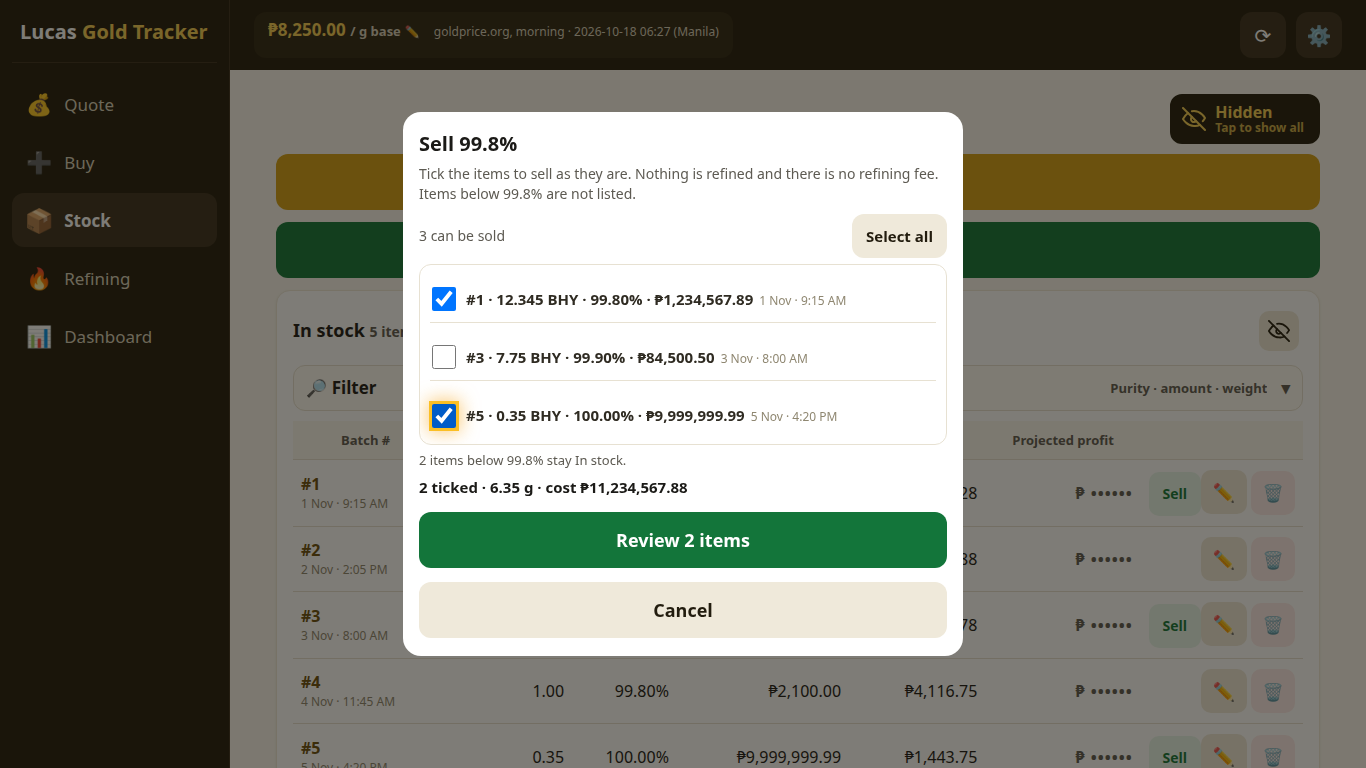 Lucas Gold Tracker
₱8,250.00 / g base ✏️ goldprice.org, morning · 2026-10-18 06:27 (Manila)
Quote
Buy
Stock
Refining
Dashboard
Hidden
Tap to show all
Sell 99.8%
Tick the items to sell as they are. Nothing is refined and there is no refining fee.
Items below 99.8% are not listed.
3 can be sold
Select all
#1 · 12.345 BHY · 99.80% · ₱1,234,567.89 1 Nov · 9:15 AM
#3 · 7.75 BHY · 99.90% · ₱84,500.50 3 Nov · 8:00 AM
#5 · 0.35 BHY · 100.00% · ₱9,999,999.99 5 Nov · 4:20 PM
2 items below 99.8% stay In stock.
2 ticked · 6.35 g · cost ₱11,234,567.88
Review 2 items
Cancel
In stock
Filter Purity · amount · weight ▼
Batch # Projected profit
#1
1 Nov · 9:15 AM
₱ •••••• Sell
#2
2 Nov · 2:05 PM
₱ ••••••
#3
3 Nov · 8:00 AM
₱ •••••• Sell
#4
4 Nov · 11:45 AM
1.00 99.80% ₱2,100.00 ₱4,116.75 ₱ ••••••
#5
5 Nov · 4:20 PM
0.35 100.00% ₱9,999,999.99 ₱1,443.75 ₱ •••••• Sell